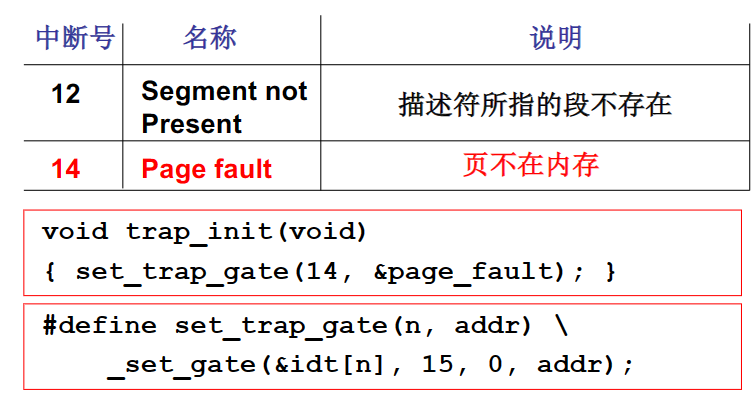 中断号 名称 说明
12 Segment not Present 描述符所指的段不存在
14 Page fault 页不在内存
void trap_init(void)
{ set_trap_gate(14, &page_fault); }
#define set_trap_gate(n, addr) \
_set_gate(&idt[n], 15, 0, addr);